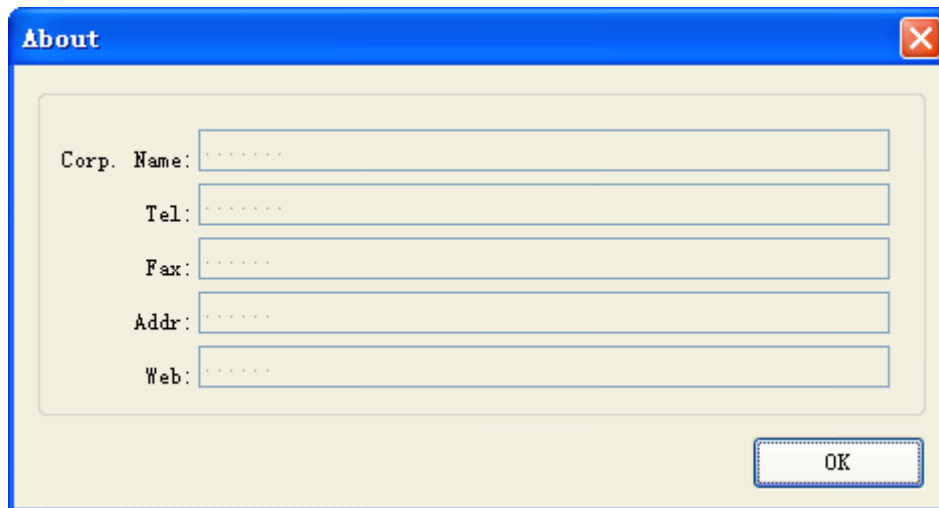 About
Corp. Name: .......
Tel: .......
Fax: ......
Addr: ......
Web: ......
OK